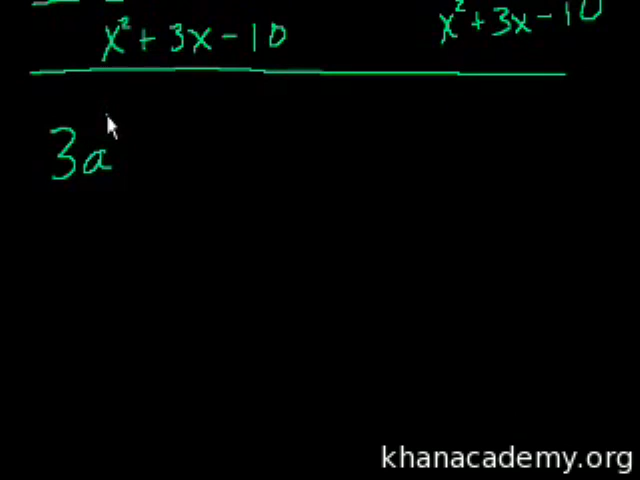 x² + 3x - 10
x² + 3x - 10
3a
khanacademy.org